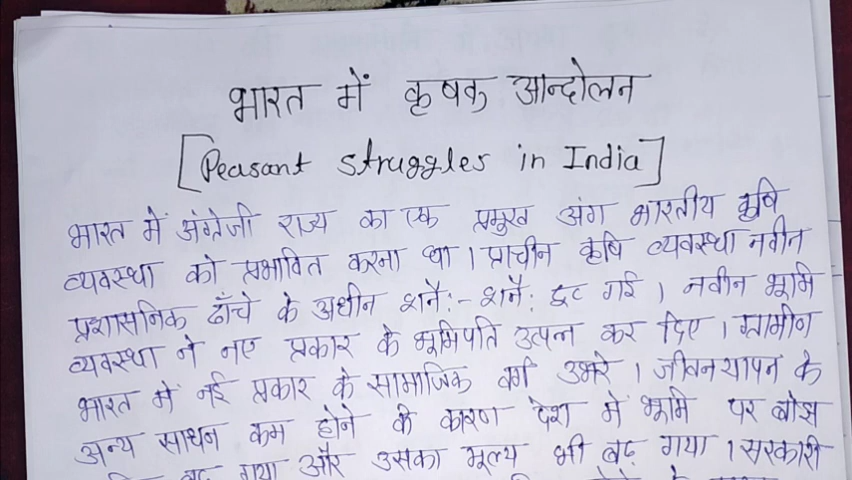 भारत में कृषक आन्दोलन
[Peasant struggles in India]
भारत में अंग्रेजी राज्य का एक प्रमुख अंग भारतीय कृषि
व्यवस्था को प्रभावित करना था । प्राचीन कृषि व्यवस्था नवीन
प्रशासनिक ढाँचे के अधीन शनै:- शनै: टूट गई । नवीन भूमि
व्यवस्था ने नए प्रकार के भूमिपति उत्पन्न कर दिए । ग्रामीण
भारत में नई प्रकार के सामाजिक वर्ग उभरे । जीवनयापन के
अन्य साधन कम होने के कारण देश में भूमि पर बोझ
बढ़ गया और उसका मूल्य भी बढ़ गया । सरकारी